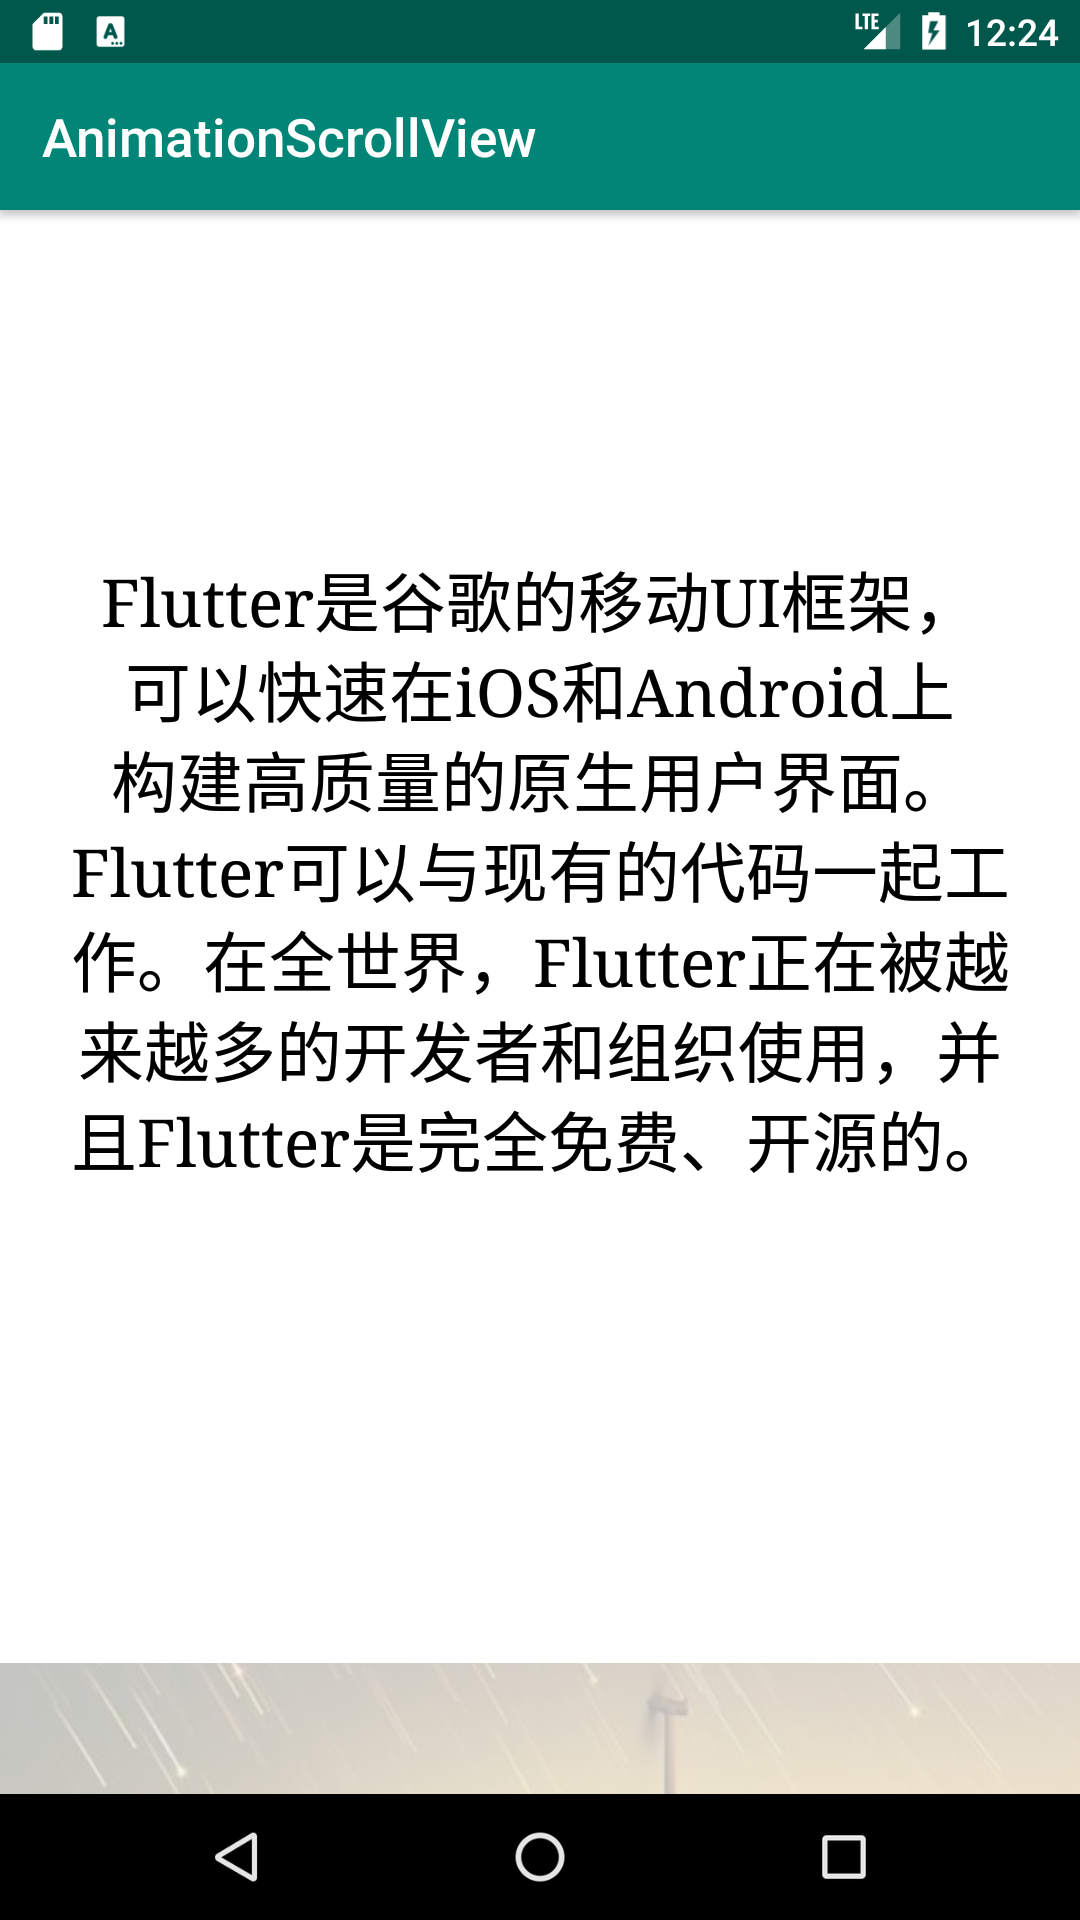 LTE 12:24
AnimationScrollView
Flutter是谷歌的移动UI框架，
可以快速在iOS和Android上
构建高质量的原生用户界面。
Flutter可以与现有的代码一起工
作。在全世界，Flutter正在被越
来越多的开发者和组织使用，并
且Flutter是完全免费、开源的。